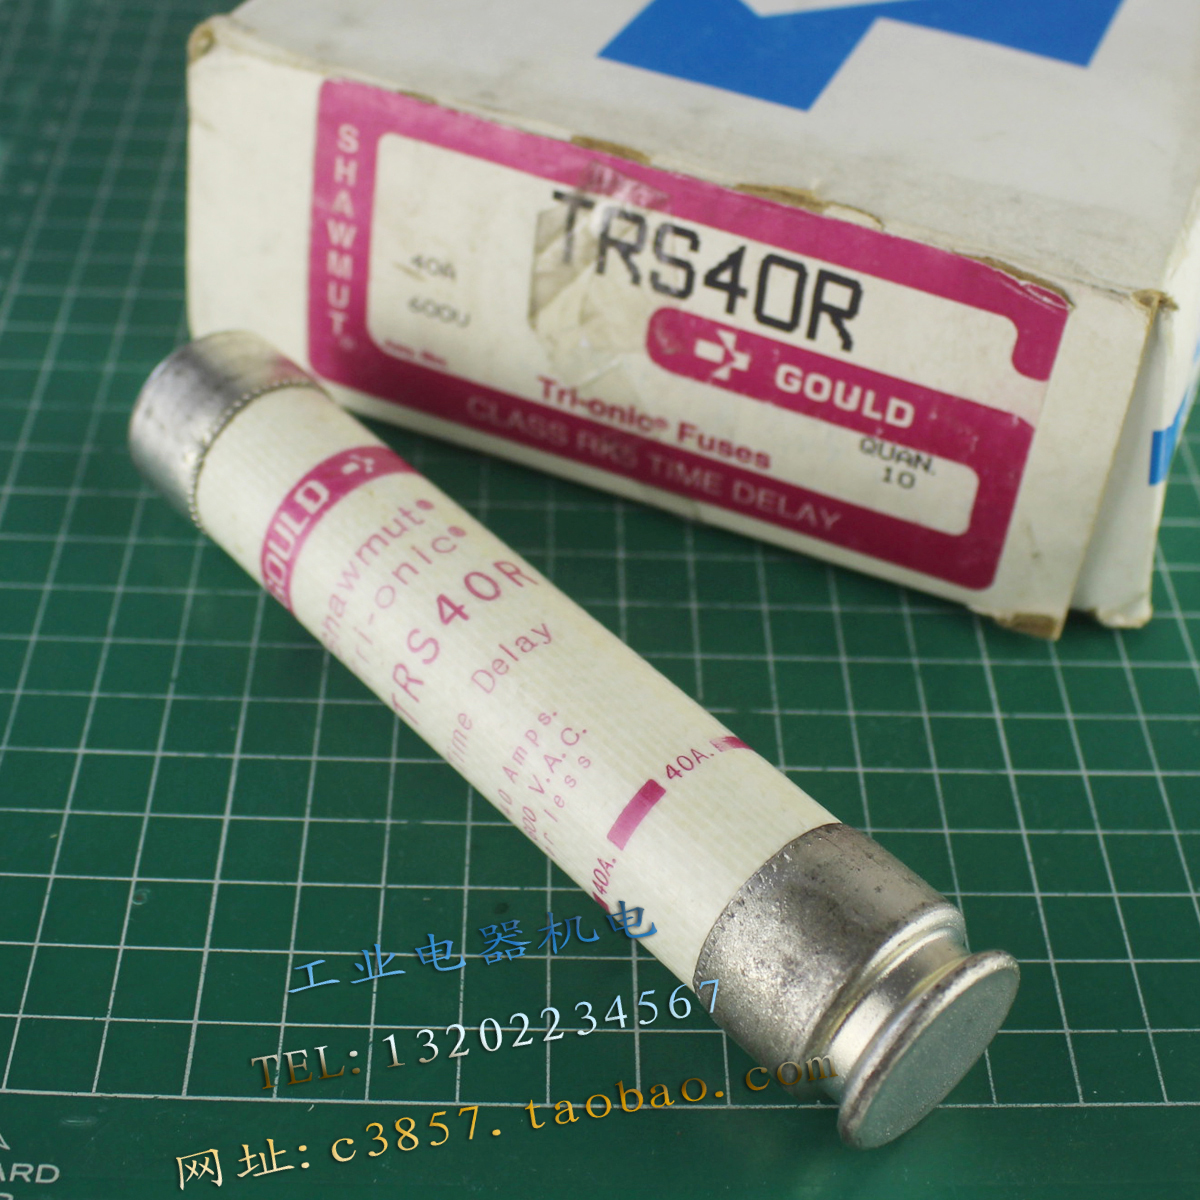 SHAWMUT®
TRS40R
40A
600V
GOULD
Tri-onic® Fuses
QUAN.
10
CLASS RK5 TIME DELAY
GOULD
Shawmut®
Tri-onic®
TRS40R
Time Delay
Amps.
V.A.C.
or less
40A.
40A.
工业电器机电
TEL: 13202234567
网址: c3857.taobao.com
ARD